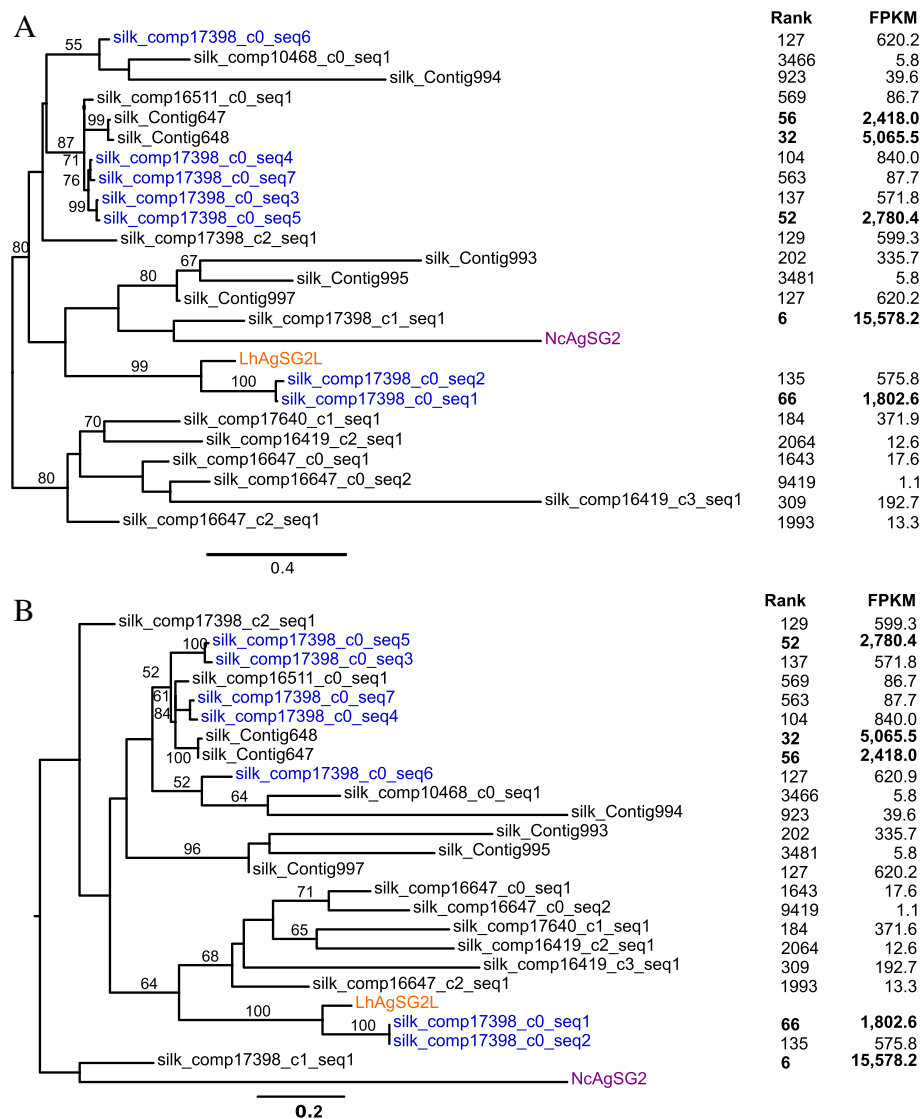 A Rank FPKM
55 silk_comp17398_c0_seq6 127 620.2
silk_comp10468_c0_seq1 3466 5.8
silk_Contig994 923 39.6
silk_comp16511_c0_seq1 569 86.7
99 silk_Contig647 56 2,418.0
87 silk_Contig648 32 5,065.5
71 silk_comp17398_c0_seq4 104 840.0
76 silk_comp17398_c0_seq7 563 87.7
silk_comp17398_c0_seq3 137 571.8
99 silk_comp17398_c0_seq5 52 2,780.4
80 silk_comp17398_c2_seq1 129 599.3
67 silk_Contig993 202 335.7
80 silk_Contig995 3481 5.8
silk_Contig997 127 620.2
silk_comp17398_c1_seq1 6 15,578.2
NcAgSG2
99 LhAgSG2L
100 silk_comp17398_c0_seq2 135 575.8
silk_comp17398_c0_seq1 66 1,802.6
70 silk_comp17640_c1_seq1 184 371.9
silk_comp16419_c2_seq1 2064 12.6
silk_comp16647_c0_seq1 1643 17.6
80 silk_comp16647_c0_seq2 9419 1.1
silk_comp16419_c3_seq1 309 192.7
silk_comp16647_c2_seq1 1993 13.3
0.4
B Rank FPKM
silk_comp17398_c2_seq1 129 599.3
100 silk_comp17398_c0_seq5 52 2,780.4
silk_comp17398_c0_seq3 137 571.8
52 silk_comp16511_c0_seq1 569 86.7
61 silk_comp17398_c0_seq7 563 87.7
84 silk_comp17398_c0_seq4 104 840.0
silk_Contig648 32 5,065.5
100 silk_Contig647 56 2,418.0
52 silk_comp17398_c0_seq6 127 620.9
64 silk_comp10468_c0_seq1 3466 5.8
silk_Contig994 923 39.6
silk_Contig993 202 335.7
96 silk_Contig995 3481 5.8
silk_Contig997 127 620.2
71 silk_comp16647_c0_seq1 1643 17.6
silk_comp16647_c0_seq2 9419 1.1
65 silk_comp17640_c1_seq1 184 371.6
silk_comp16419_c2_seq1 2064 12.6
68 silk_comp16419_c3_seq1 309 192.7
64 silk_comp16647_c2_seq1 1993 13.3
100 LhAgSG2L
100 silk_comp17398_c0_seq1 66 1,802.6
silk_comp17398_c0_seq2 135 575.8
silk_comp17398_c1_seq1 6 15,578.2
NcAgSG2
0.2